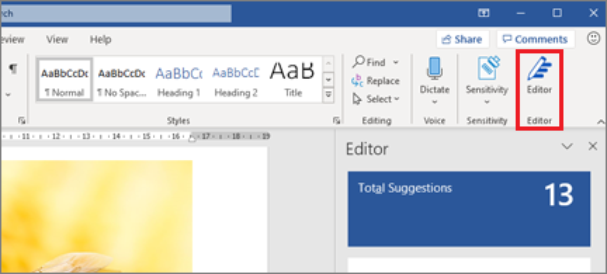 rch
eview View Help Share Comments
AaBbCcDc AaBbCcDc AaBbCc AaBbCcC AaB
¶ Normal ¶ No Spac... Heading 1 Heading 2 Title
Find
Replace
Select
Dictate
Sensitivity
Editor
Styles Editing Voice Sensitivity Editor
11 12 13 14 15 16 17 18 19
Editor
Total Suggestions 13